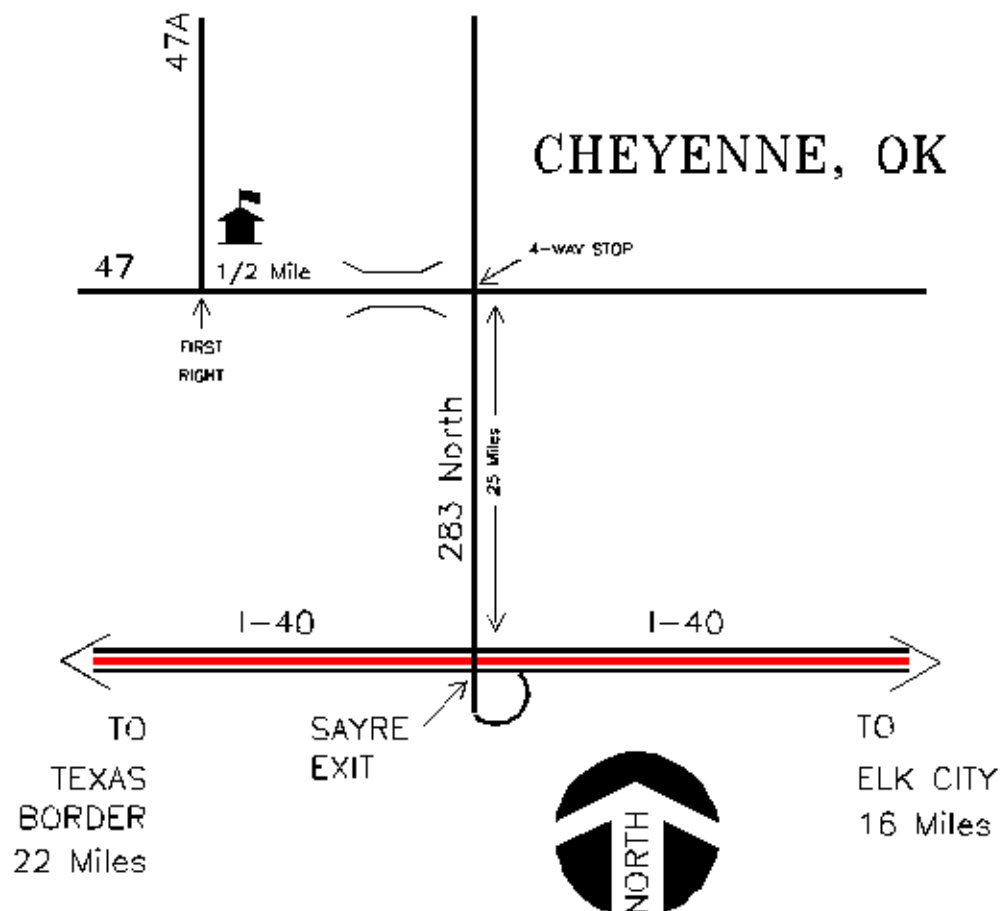 47A
CHEYENNE, OK
4-WAY STOP
47
1/2 Mile
FIRST
RIGHT
283 North
25 Miles
I-40
I-40
TO
TEXAS
BORDER
22 Miles
SAYRE
EXIT
TO
ELK CITY
16 Miles
NORTH